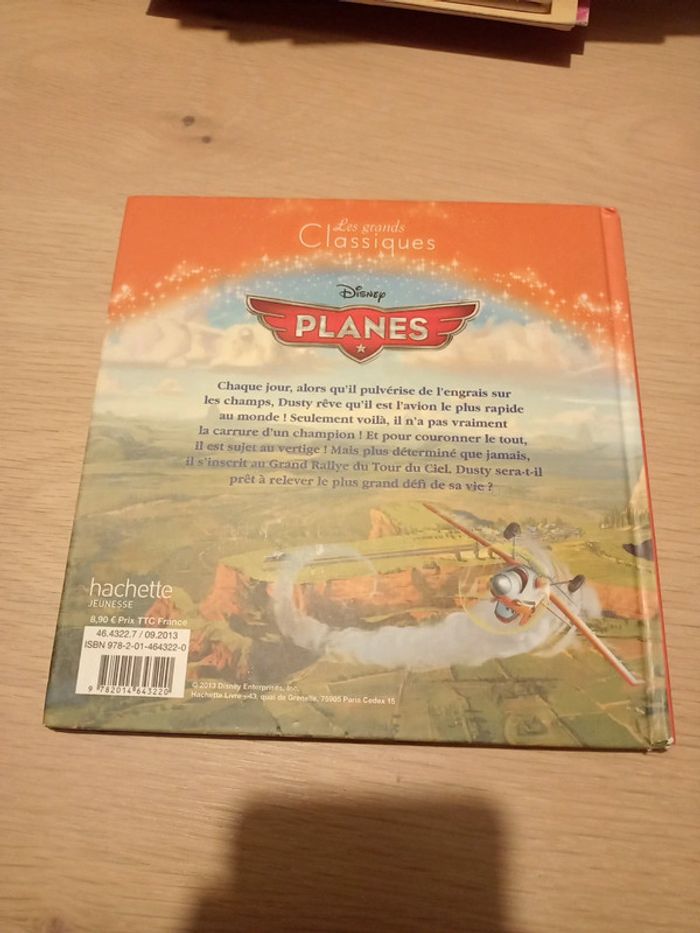 Les grands
Classiques
Disney
PLANES
Chaque jour, alors qu'il pulvérise de l'engrais sur
les champs, Dusty rêve qu'il est l'avion le plus rapide
au monde ! Seulement voilà, il n'a pas vraiment
la carrure d'un champion ! Et pour couronner le tout,
il est sujet au vertige ! Mais plus déterminé que jamais,
il s'inscrit au Grand Rallye du Tour du Ciel. Dusty sera-t-il
prêt à relever le plus grand défi de sa vie ?
hachette
JEUNESSE
8,90 € Prix TTC France
46.4322.7 / 09.2013
ISBN 978-2-01-464322-0
9 782014 643220
© 2013 Disney Enterprises, Inc.
Hachette Livre - 43, quai de Grenelle, 75905 Paris Cedex 15